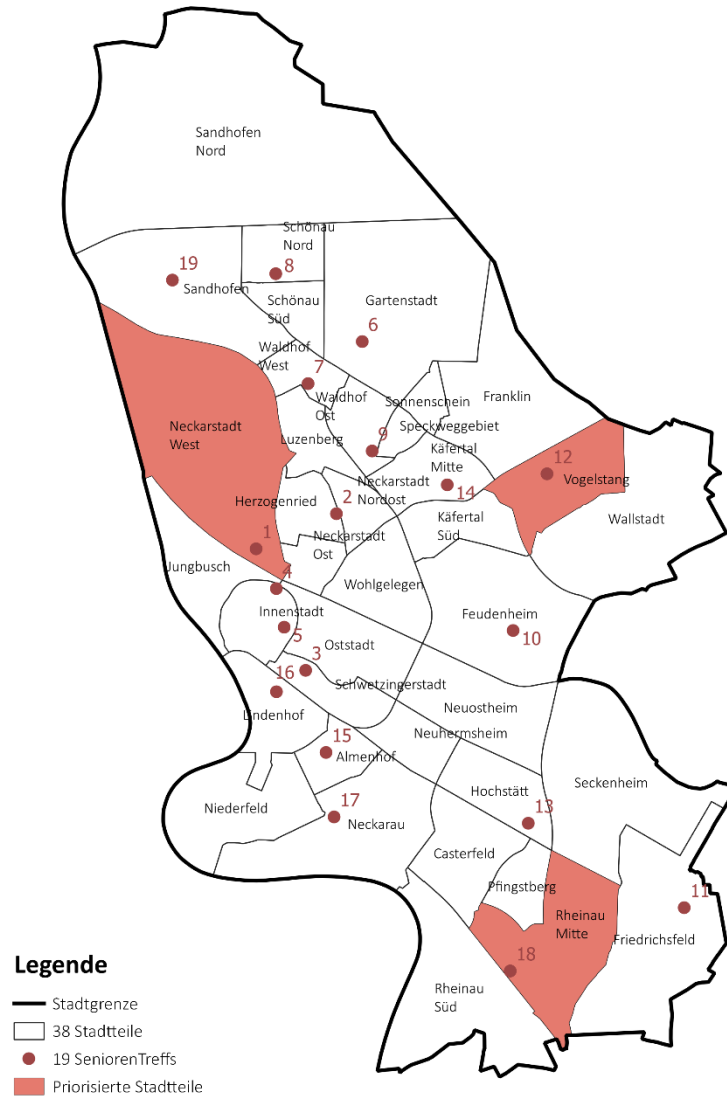 Sandhofen
Nord
Schönau
Nord
19
8
Sandhofen
Schönau
Süd
Gartenstadt
6
Waldhof
West
7
Waldhof
Ost
Sonnenschein
Franklin
Neckarstadt
West
Luzenberg
9
Speckweggebiet
Käfertal
Mitte
12
Vogelstang
Neckarstadt
Nordost
14
Herzogenried
2
Käfertal
Süd
Wallstadt
1
Neckarstadt
Ost
Jungbusch
4
Wohlgelegen
Innenstadt
Feudenheim
5
10
Oststadt
3
16
Schwetzingerstadt
Lindenhof
Neuostheim
15
Neuhermsheim
Almenhof
Seckenheim
Hochstätt
Niederfeld
17
13
Neckarau
Casterfeld
Pfingstberg
11
Rheinau
Mitte
Friedrichsfeld
18
Rheinau
Süd
Legende
Stadtgrenze
38 Stadtteile
19 SeniorenTreffs
Priorisierte Stadtteile